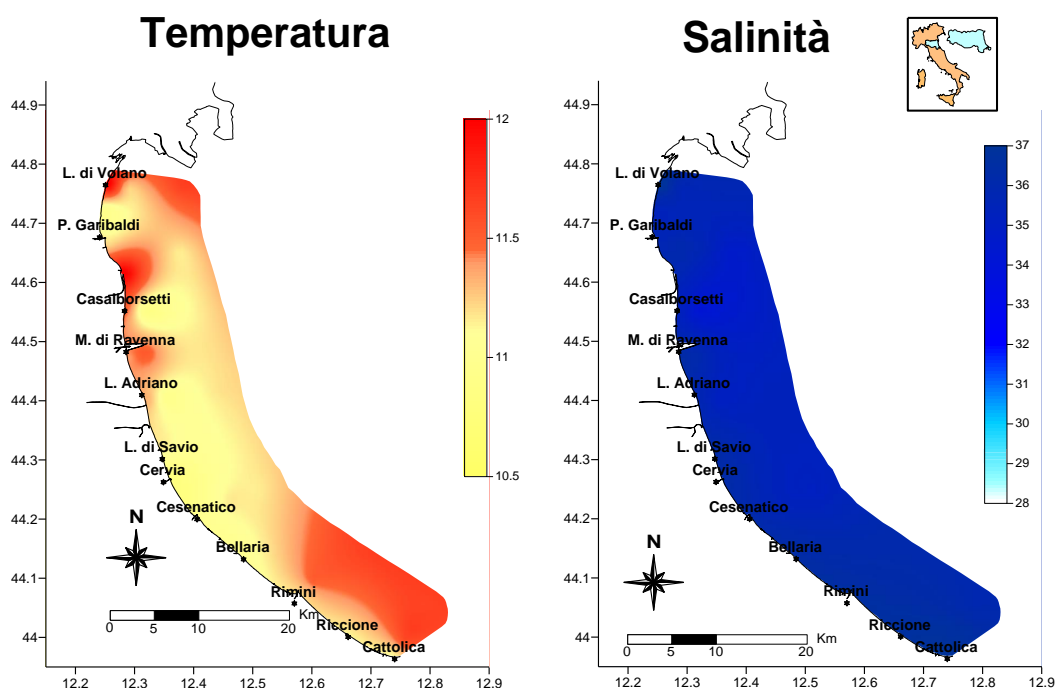 Temperatura
44.9
44.8
44.7
44.6
44.5
44.4
44.3
44.2
44.1
44
L. di Volano
P. Garibaldi
Casalborsetti
M. di Ravenna
L. Adriano
L. di Savio
Cervia
Cesenatico
Bellaria
Rimini
Riccione
Cattolica
N
0 5 10 20 Km
12.2 12.3 12.4 12.5 12.6 12.7 12.8 12.9
12
11.5
11
10.5
Salinità
44.9
44.8
44.7
44.6
44.5
44.4
44.3
44.2
44.1
44
L. di Volano
P. Garibaldi
Casalborsetti
M. di Ravenna
L. Adriano
L. di Savio
Cervia
Cesenatico
Bellaria
Rimini
Riccione
Cattolica
N
0 5 10 20 Km
12.2 12.3 12.4 12.5 12.6 12.7 12.8 12.9
37
36
35
34
33
32
31
30
29
28